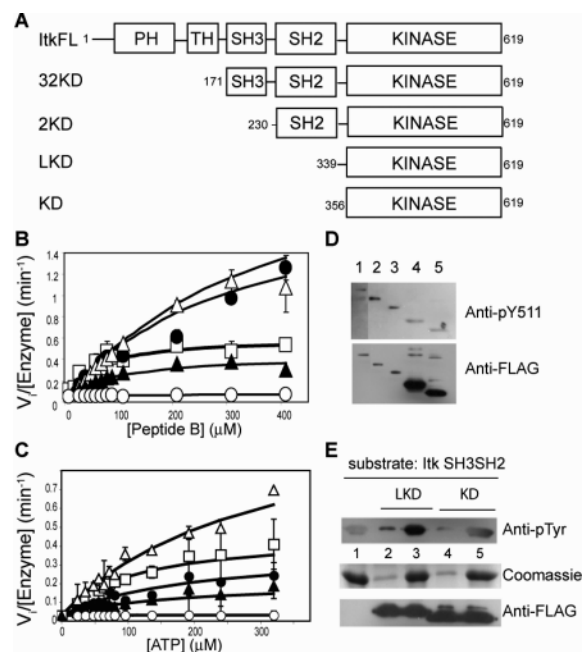 A
ItkFL 1 PH TH SH3 SH2 KINASE 619
32KD 171 SH3 SH2 KINASE 619
2KD 230 SH2 KINASE 619
LKD 339 KINASE 619
KD 356 KINASE 619
B
Vi/[Enzyme] (min-1)
1.4
1.2
1
0.8
0.6
0.4
0.2
0
0 100 200 300 400
[Peptide B] (µM)
C
Vi/[Enzyme] (min-1)
0.7
0.6
0.5
0.4
0.3
0.2
0.1
0
0 100 200 300
[ATP] (µM)
D
1 2 3 4 5
Anti-pY511
Anti-FLAG
E
substrate: Itk SH3SH2
LKD KD
Anti-pTyr
1 2 3 4 5
Coomassie
Anti-FLAG